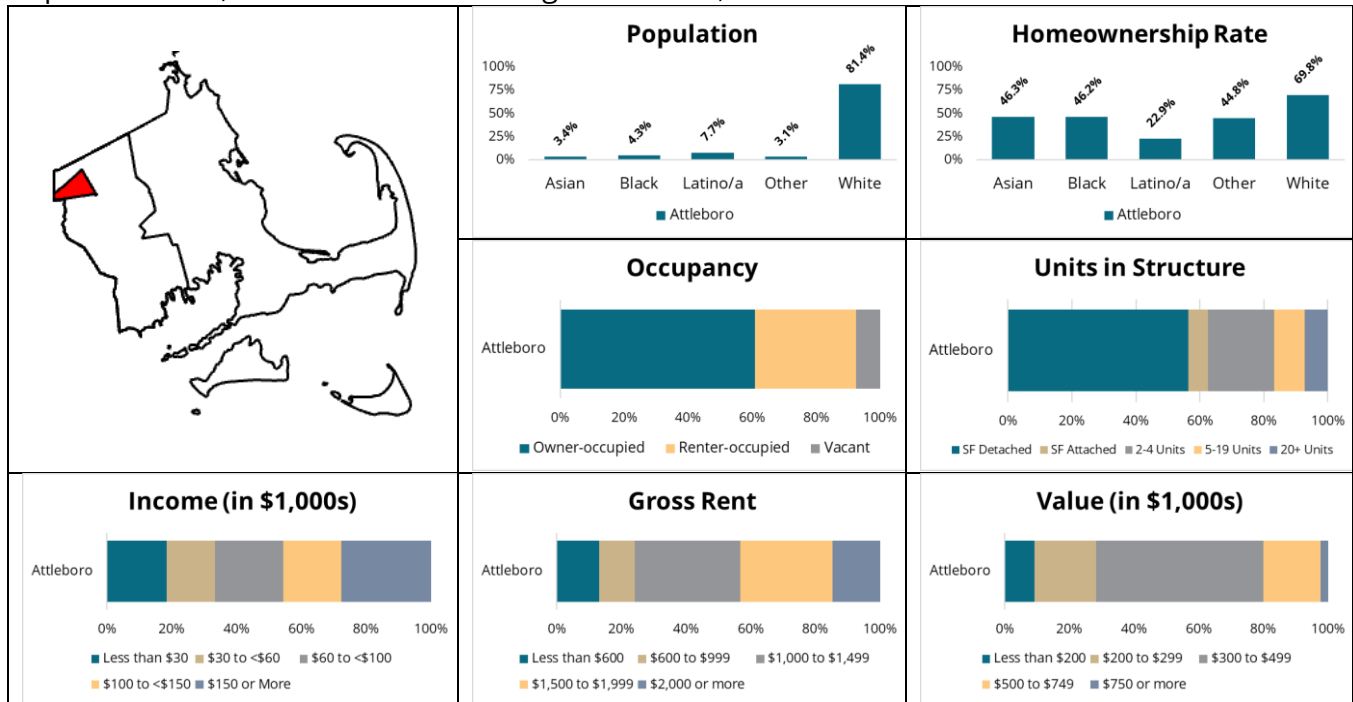 Population
100%
75%
50%
25%
0%
3.4%
4.3%
7.7%
3.1%
81.4%
Asian Black Latino/a Other White
Attleboro
Homeownership Rate
100%
75%
50%
25%
0%
46.3%
46.2%
22.9%
44.8%
69.8%
Asian Black Latino/a Other White
Attleboro
Occupancy
Attleboro
0% 20% 40% 60% 80% 100%
Owner-occupied Renter-occupied Vacant
Units in Structure
Attleboro
0% 20% 40% 60% 80% 100%
SF Detached SF Attached 2-4 Units 5-19 Units 20+ Units
Income (in $1,000s)
Attleboro
0% 20% 40% 60% 80% 100%
Less than $30 $30 to <$60 $60 to <$100
$100 to <$150 $150 or More
Gross Rent
Attleboro
0% 20% 40% 60% 80% 100%
Less than $600 $600 to $999 $1,000 to $1,499
$1,500 to $1,999 $2,000 or more
Value (in $1,000s)
Attleboro
0% 20% 40% 60% 80% 100%
Less than $200 $200 to $299 $300 to $499
$500 to $749 $750 or more